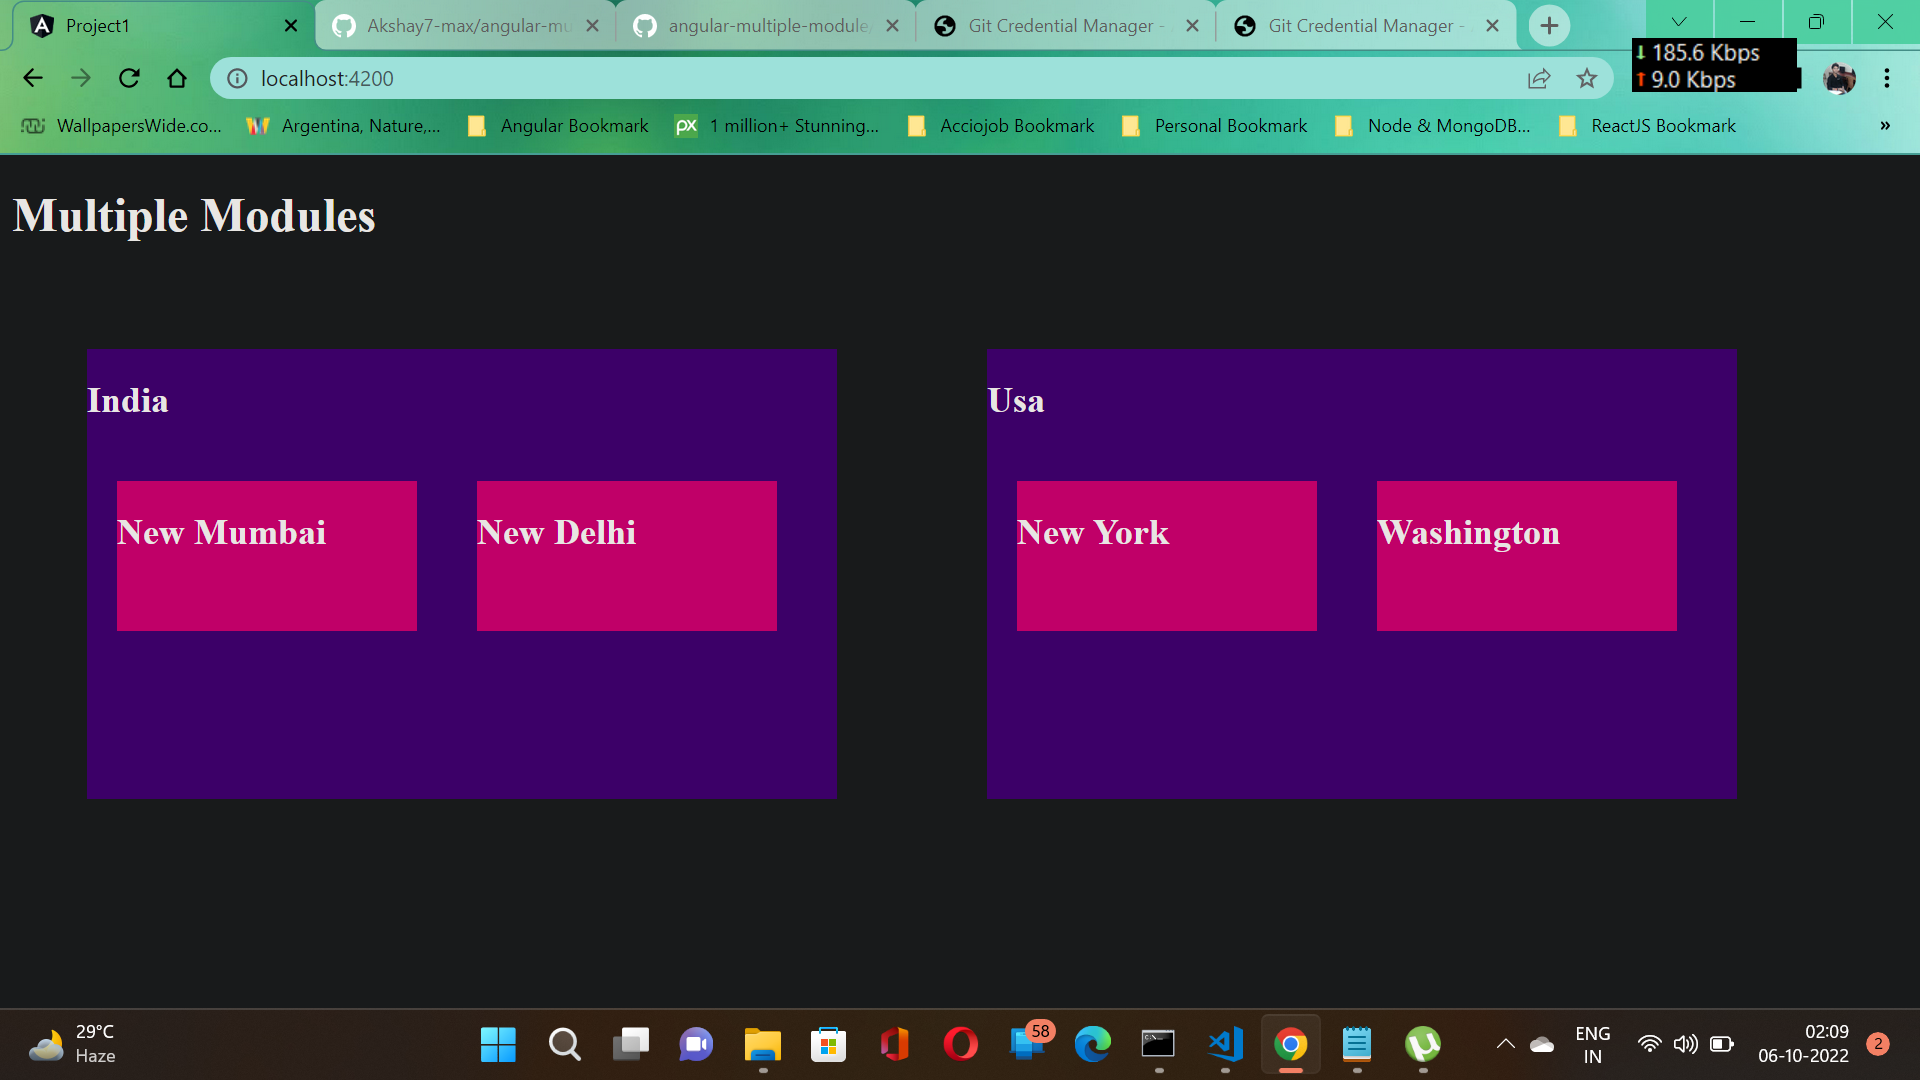 Project1
Akshay7-max/angular-mu
angular-multiple-module/
Git Credential Manager -
Git Credential Manager -
185.6 Kbps
9.0 Kbps
localhost:4200
WallpapersWide.co...
Argentina, Nature,...
Angular Bookmark
px
1 million+ Stunning...
Acciojob Bookmark
Personal Bookmark
Node & MongoDB...
ReactJS Bookmark
»
Multiple Modules
India
Usa
New Mumbai
New Delhi
New York
Washington
29°C
Haze
58
ENG
IN
02:09
06-10-2022
2